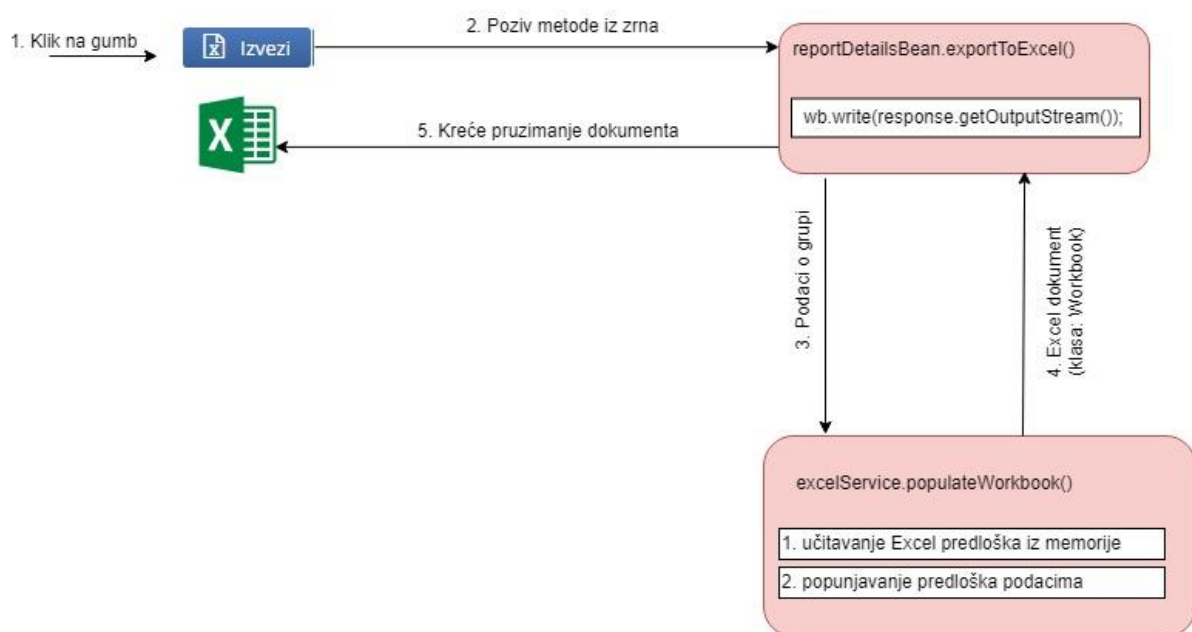 1. Klik na gumb
Izvezi
2. Poziv metode iz zrna
reportDetailsBean.exportToExcel()
wb.write(response.getOutputStream());
X
5. Kreće pruzimanje dokumenta
3. Podaci o grupi
4. Excel dokument
(klasa: Workbook)
excelService.populateWorkbook()
1. učitavanje Excel predloška iz memorije
2. popunjavanje predloška podacima